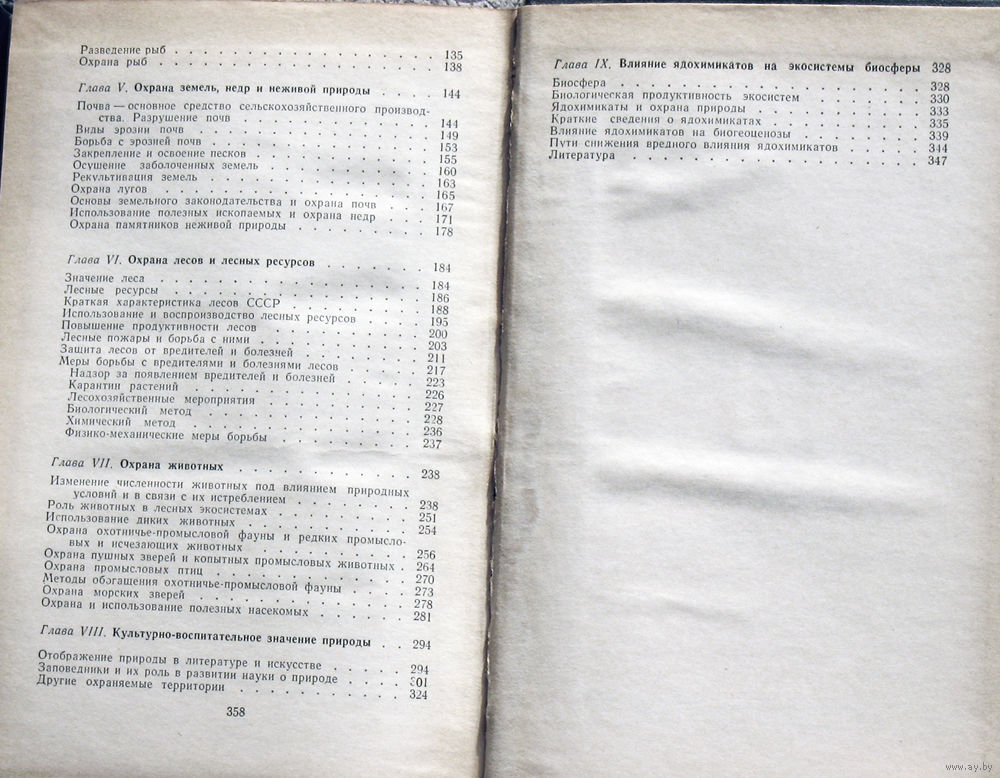 Разведение рыб . . . . . . . . . . . . . . . . . 135
Охрана рыб . . . . . . . . . . . . . . . . . 138
Глава V. Охрана земель, недр и неживой природы . . . . 144
Почва — основное средство сельскохозяйственного производ-
ства. Разрушение почв . . . . . . . . . . . . 144
Виды эрозии почв . . . . . . . . . . . . . . . 149
Борьба с эрозией почв . . . . . . . . . . . . . 153
Закрепление и освоение песков . . . . . . . . . . 155
Осушение заболоченных земель . . . . . . . . . . 160
Рекультивация земель . . . . . . . . . . . . . 163
Охрана лугов . . . . . . . . . . . . . . . . 165
Основы земельного законодательства и охрана почв . . . 167
Использование полезных ископаемых и охрана недр . . . 171
Охрана памятников неживой природы . . . . . . . . 178
Глава VI. Охрана лесов и лесных ресурсов . . . . . . . 184
Значение леса . . . . . . . . . . . . . . . . 184
Лесные ресурсы . . . . . . . . . . . . . . . 186
Краткая характеристика лесов СССР . . . . . . . . 188
Использование и воспроизводство лесных ресурсов . . . . 195
Повышение продуктивности лесов . . . . . . . . . 200
Лесные пожары и борьба с ними . . . . . . . . . . 203
Защита лесов от вредителей и болезней . . . . . . . 211
Меры борьбы с вредителями и болезнями лесов . . . . . 217
Надзор за появлением вредителей и болезней . . . . . 223
Карантин растений . . . . . . . . . . . . . . 226
Лесохозяйственные мероприятия . . . . . . . . . 227
Биологический метод . . . . . . . . . . . . . 228
Химический метод . . . . . . . . . . . . . . 236
Физико-механические меры борьбы . . . . . . . . 237
Глава VII. Охрана животных . . . . . . . . . . . . 238
Изменение численности животных под влиянием природных
условий и в связи с их истреблением . . . . . . . . 238
Роль животных в лесных экосистемах . . . . . . . . 251
Использование диких животных . . . . . . . . . . 254
Охрана охотничье-промысловой фауны и редких промысло-
вых и исчезающих животных . . . . . . . . . . . 256
Охрана пушных зверей и копытных промысловых животных . 264
Охрана промысловых птиц . . . . . . . . . . . . 270
Методы обогащения охотничье-промысловой фауны . . . . 273
Охрана морских зверей . . . . . . . . . . . . . 278
Охрана и использование полезных насекомых . . . . . . 281
Глава VIII. Культурно-воспитательное значение природы . . 294
Отображение природы в литературе и искусстве . . . . . 294
Заповедники и их роль в развитии науки о природе . . . . 301
Другие охраняемые территории . . . . . . . . . . . 324
358
Глава IX. Влияние ядохимикатов на экосистемы биосферы 328
Биосфера . . . . . . . . . . . . . . . . . . 328
Биологическая продуктивность экосистем . . . . . . . 330
Ядохимикаты и охрана природы . . . . . . . . . . 333
Краткие сведения о ядохимикатах . . . . . . . . . 335
Влияние ядохимикатов на биогеоценозы . . . . . . . 339
Пути снижения вредного влияния ядохимикатов . . . . . 344
Литература . . . . . . . . . . . . . . . . . 347
www.ay.by